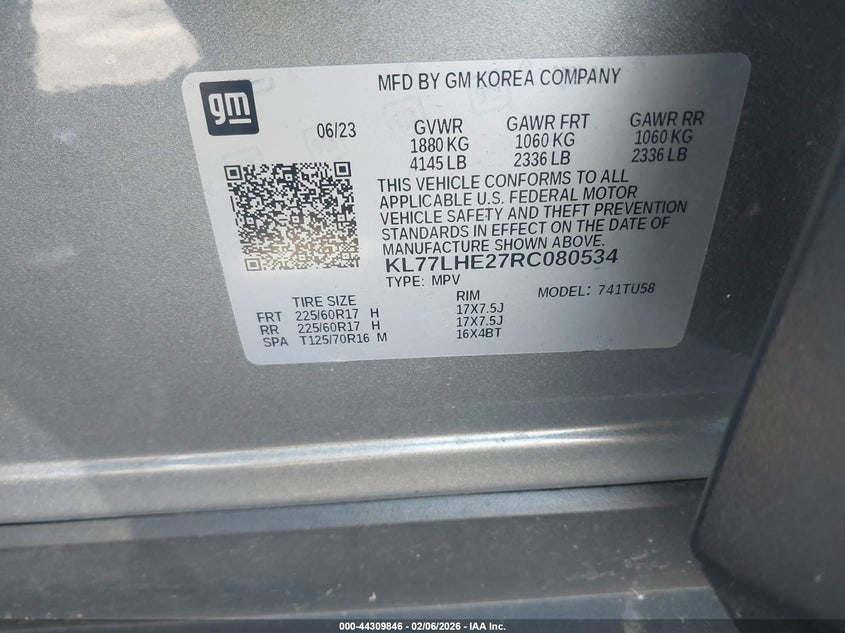 gm
MFD BY GM KOREA COMPANY
06/23
GVWR GAWR FRT GAWR RR
1880 KG 1060 KG 1060 KG
4145 LB 2336 LB 2336 LB
THIS VEHICLE CONFORMS TO ALL
APPLICABLE U.S. FEDERAL MOTOR
VEHICLE SAFETY AND THEFT PREVENTION
STANDARDS IN EFFECT ON THE DATE OF
MANUFACTURE SHOWN ABOVE.
KL77LHE27RC080534
TYPE: MPV MODEL: 741TU58
TIRE SIZE RIM
FRT 225/60R17 H 17X7.5J
RR 225/60R17 H 17X7.5J
SPA T125/70R16 M 16X4BT
000-44309846 - 02/06/2026 - IAA Inc.